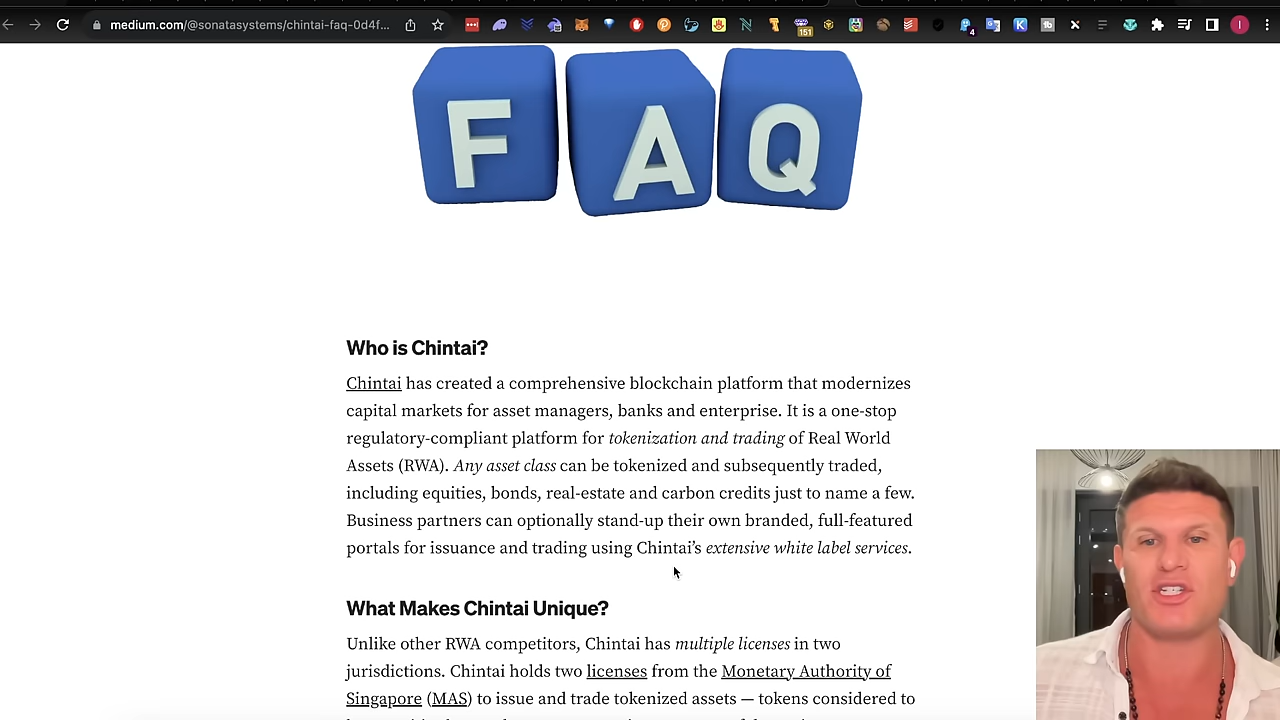 medium.com/@sonatasystems/chintai-faq-0d4f...
151
4
I
F A Q
Who is Chintai?
Chintai has created a comprehensive blockchain platform that modernizes
capital markets for asset managers, banks and enterprise. It is a one-stop
regulatory-compliant platform for tokenization and trading of Real World
Assets (RWA). Any asset class can be tokenized and subsequently traded,
including equities, bonds, real-estate and carbon credits just to name a few.
Business partners can optionally stand-up their own branded, full-featured
portals for issuance and trading using Chintai’s extensive white label services.
What Makes Chintai Unique?
Unlike other RWA competitors, Chintai has multiple licenses in two
jurisdictions. Chintai holds two licenses from the Monetary Authority of
Singapore (MAS) to issue and trade tokenized assets — tokens considered to